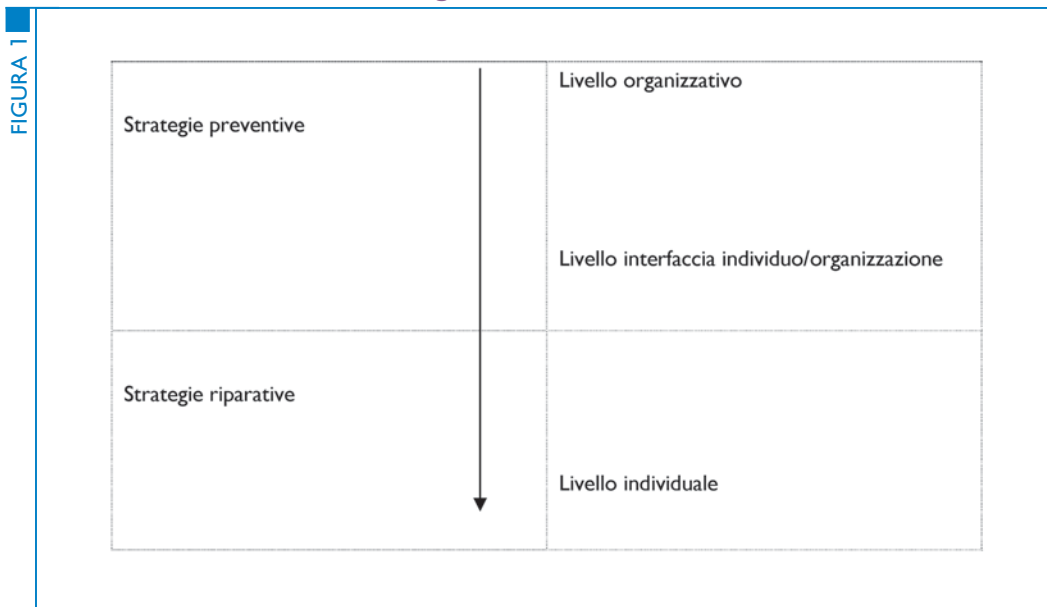 FIGURA 1
Livello organizzativo
Strategie preventive
Livello interfaccia individuo/organizzazione
Strategie riparative
Livello individuale